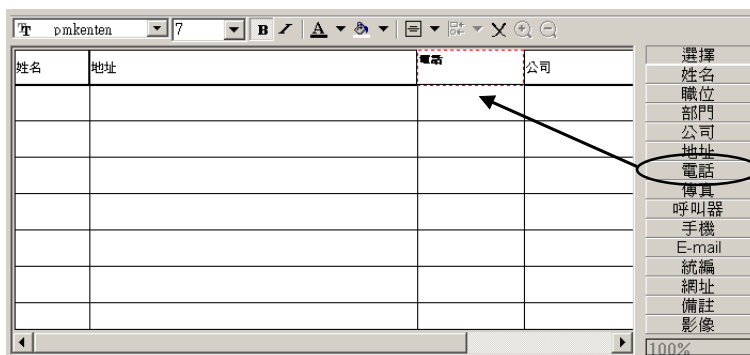 pmkenten 7 B
姓名 地址 電話 公司
選擇
姓名
職位
部門
公司
地址
電話
傳真
呼叫器
手機
E-mail
統編
網址
備註
影像
100%